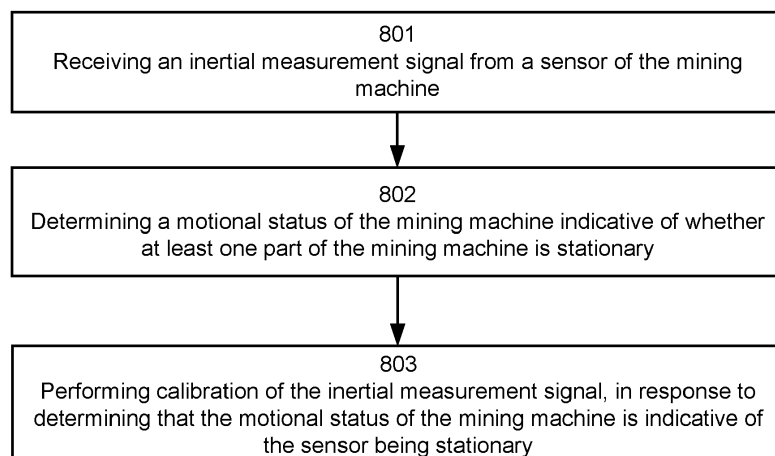 801
Receiving an inertial measurement signal from a sensor of the mining
machine
802
Determining a motional status of the mining machine indicative of whether
at least one part of the mining machine is stationary
803
Performing calibration of the inertial measurement signal, in response to
determining that the motional status of the mining machine is indicative of
the sensor being stationary